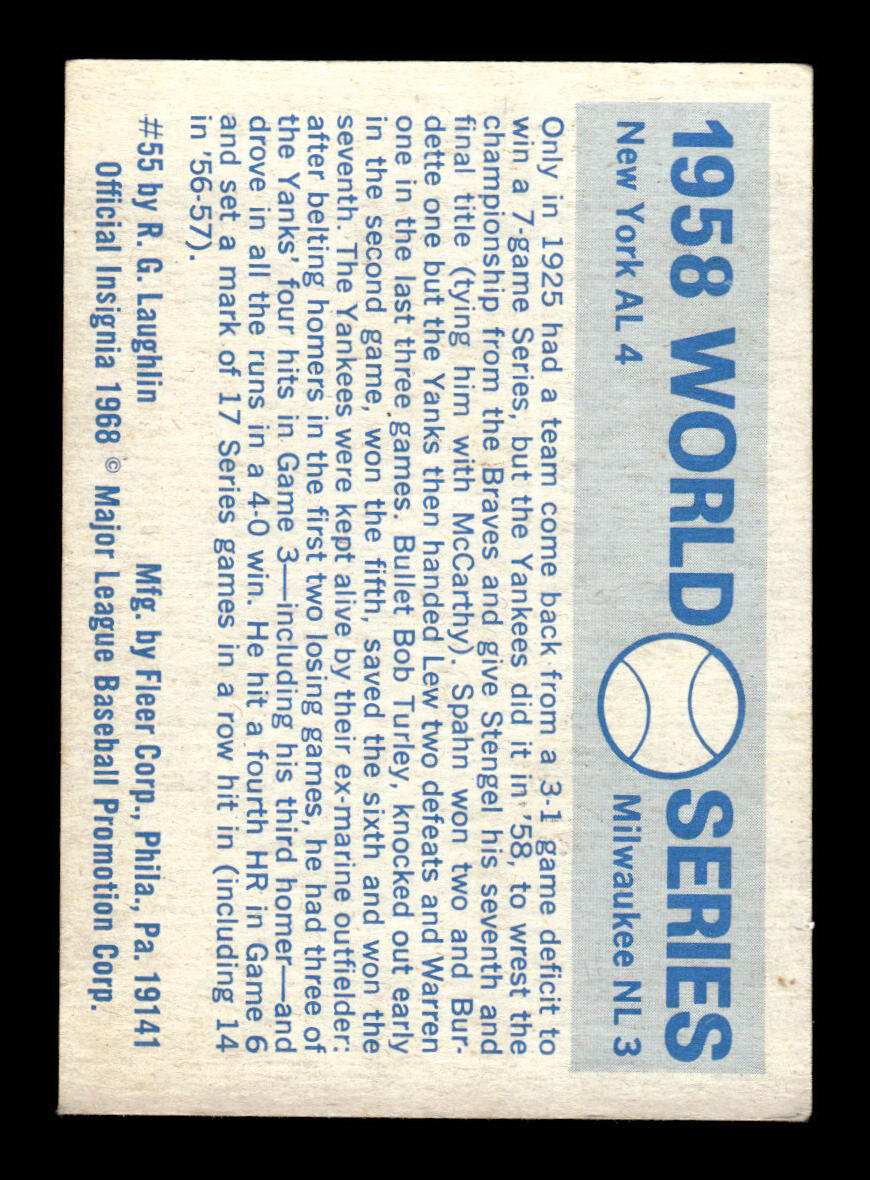 1958 WORLD SERIES
New York AL 4 Milwaukee NL 3
Only in 1925 had a team come back from a 3-1 game deficit to
win a 7-game Series, but the Yankees did it in '58, to wrest the
championship from the Braves and give Stengel his seventh and
final title (tying him with McCarthy). Spahn won two and Bur-
dette one but the Yanks then handed Lew two defeats and Warren
one in the last three games. Bullet Bob Turley, knocked out early
in the second game, won the fifth, saved the sixth and won the
seventh. The Yankees were kept alive by their ex-marine outfielder:
after belting homers in the first two losing games, he had three of
the Yanks' four hits in Game 3—including his third homer—and
drove in all the runs in a 4-0 win. He hit a fourth HR in Game 6
and set a mark of 17 Series games in a row hit in (including 14
in '56-57).
#55 by R. G. Laughlin Mfg. by Fleer Corp., Phila., Pa. 19141
Official Insignia 1968 © Major League Baseball Promotion Corp.